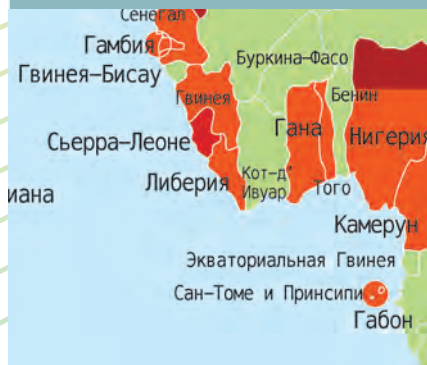 Сенегал
Гамбия
Гвинея–Бисау
Буркина–Фасо
Гвинея
Бенин
Сьерра–Леоне
Гана
Нигерия
Либерия
Кот–д'
Ивуар
Того
иана
Камерун
Экваториальная Гвинея
Сан–Томе и Принсипи
Габон